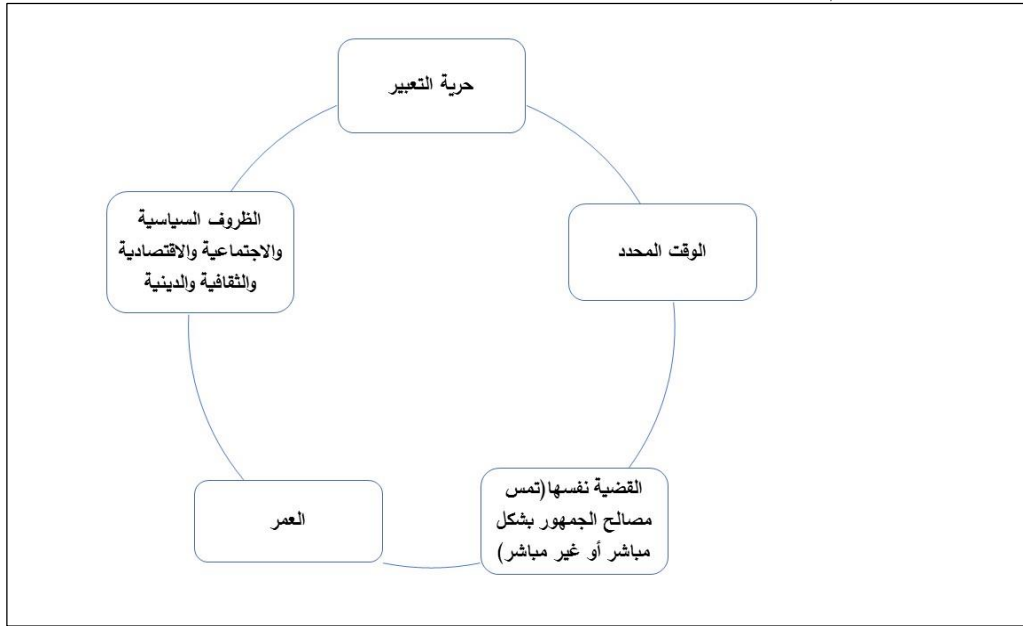 حرية التعبير
الوقت المحدد
القضية نفسها(تمس
مصالح الجمهور بشكل
مباشر أو غير مباشر)
العمر
الظروف السياسية
والاجتماعية والاقتصادية
والثقافية والدينية